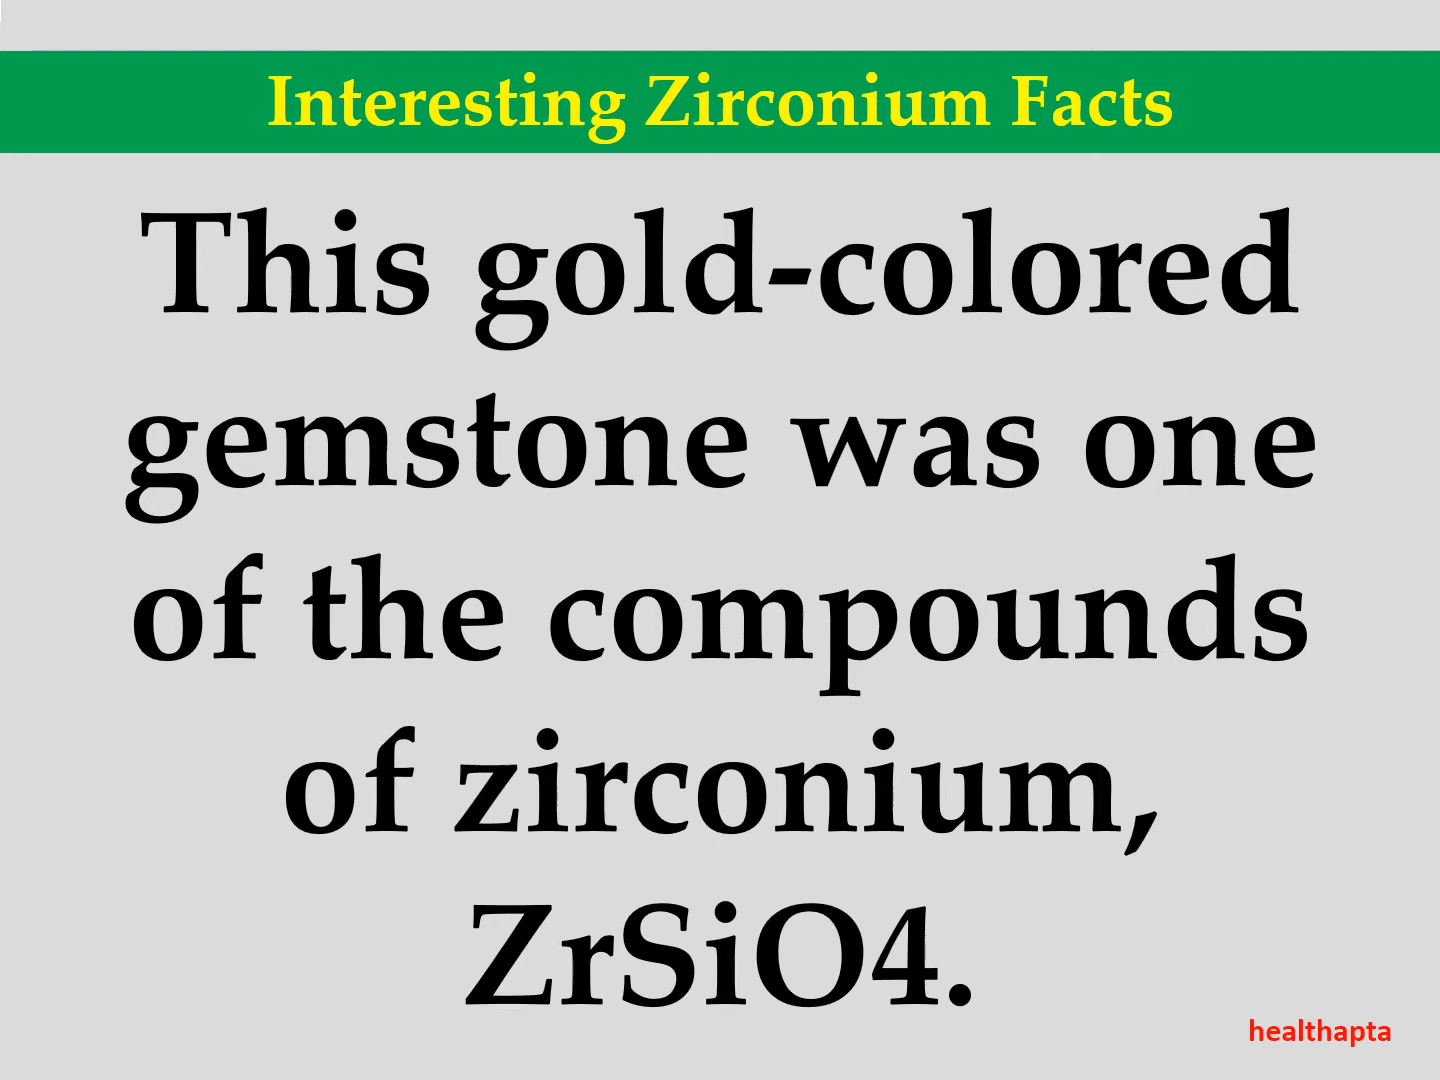 Interesting Zirconium Facts
This gold-colored
gemstone was one
of the compounds
of zirconium,
ZrSiO4.
healthapta